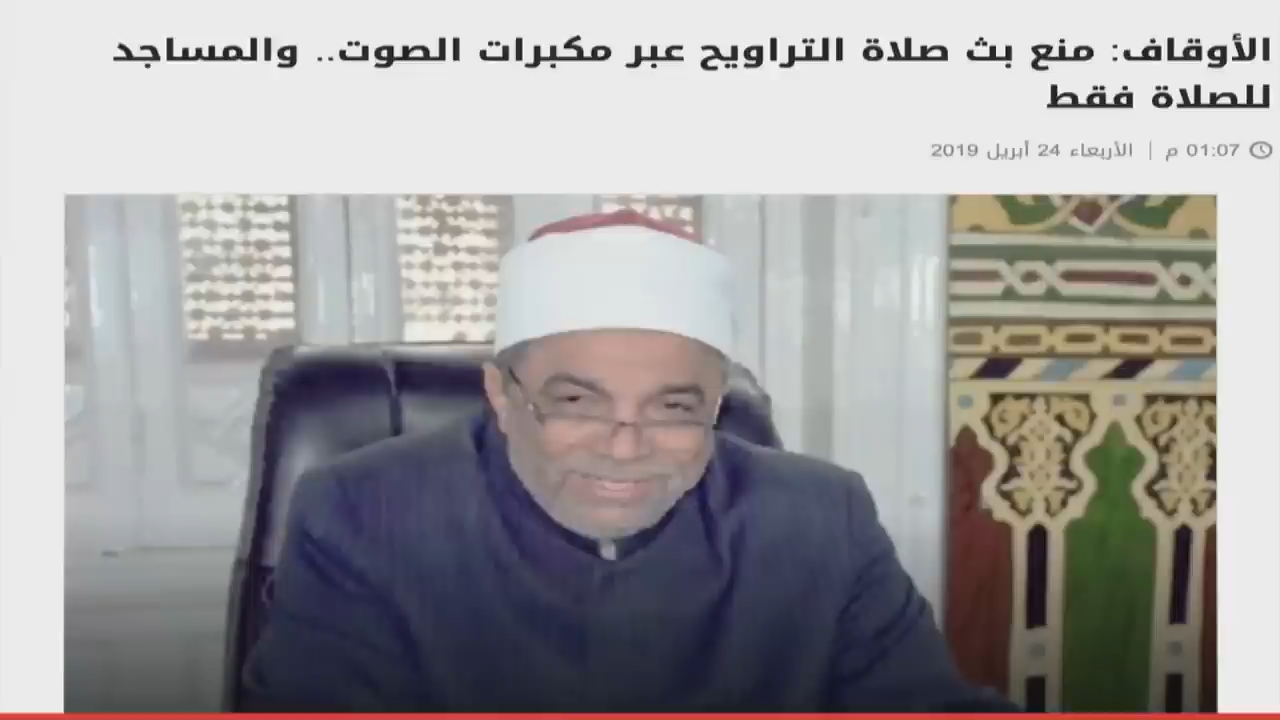 الأوقاف: منع بث صلاة التراويح عبر مكبرات الصوت.. والمساجد
للصلاة فقط
01:07 م | الأربعاء 24 أبريل 2019